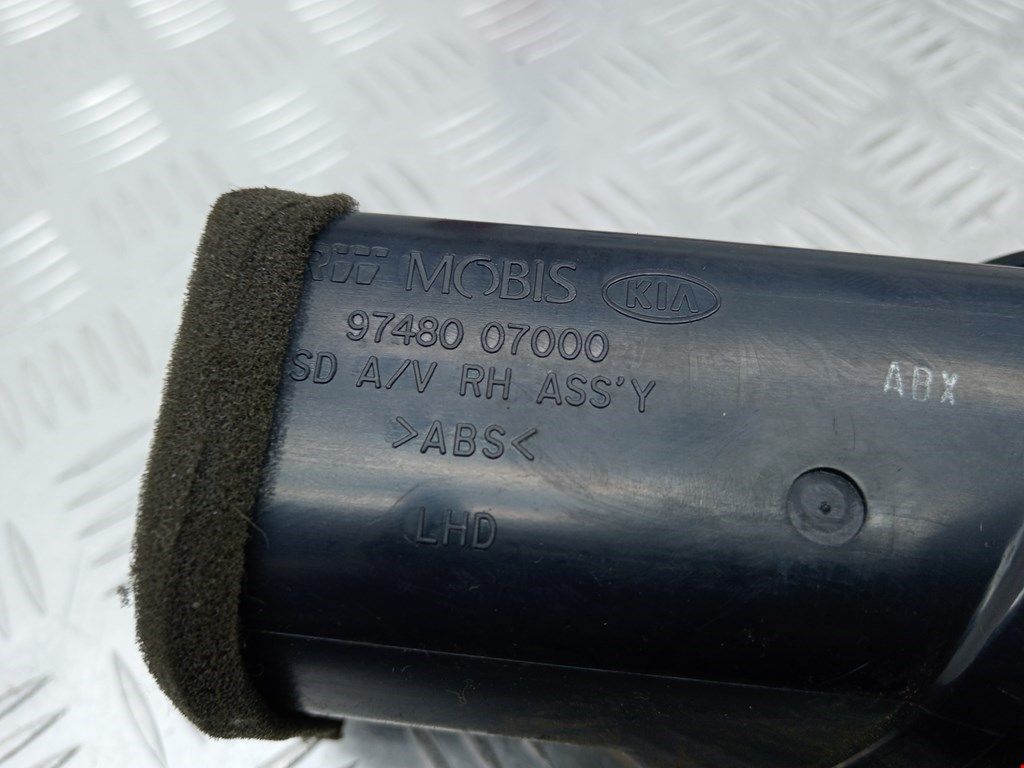 MOBIS KIA
97480 07000
SD A/V RH ASS'Y
>ABS<
LHD
ABX